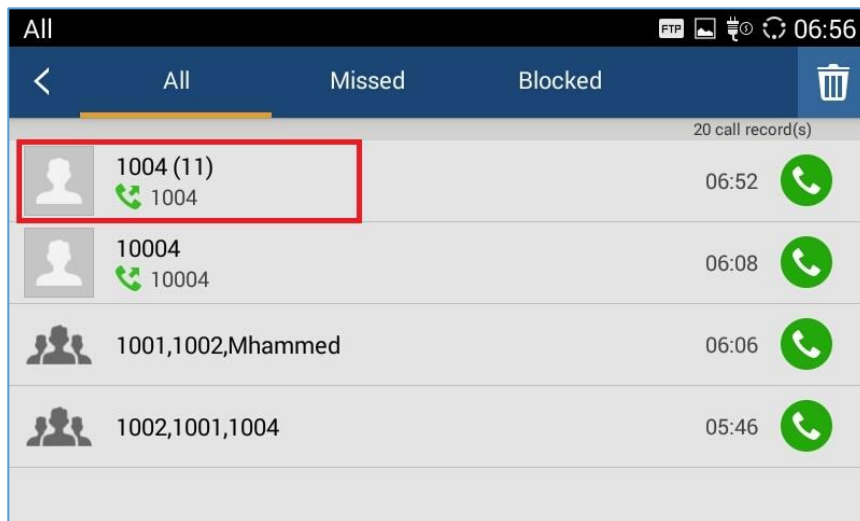 All FTP 06:56
All Missed Blocked
20 call record(s)
1004 (11)
1004 06:52
10004
10004 06:08
1001,1002,Mhammed 06:06
1002,1001,1004 05:46